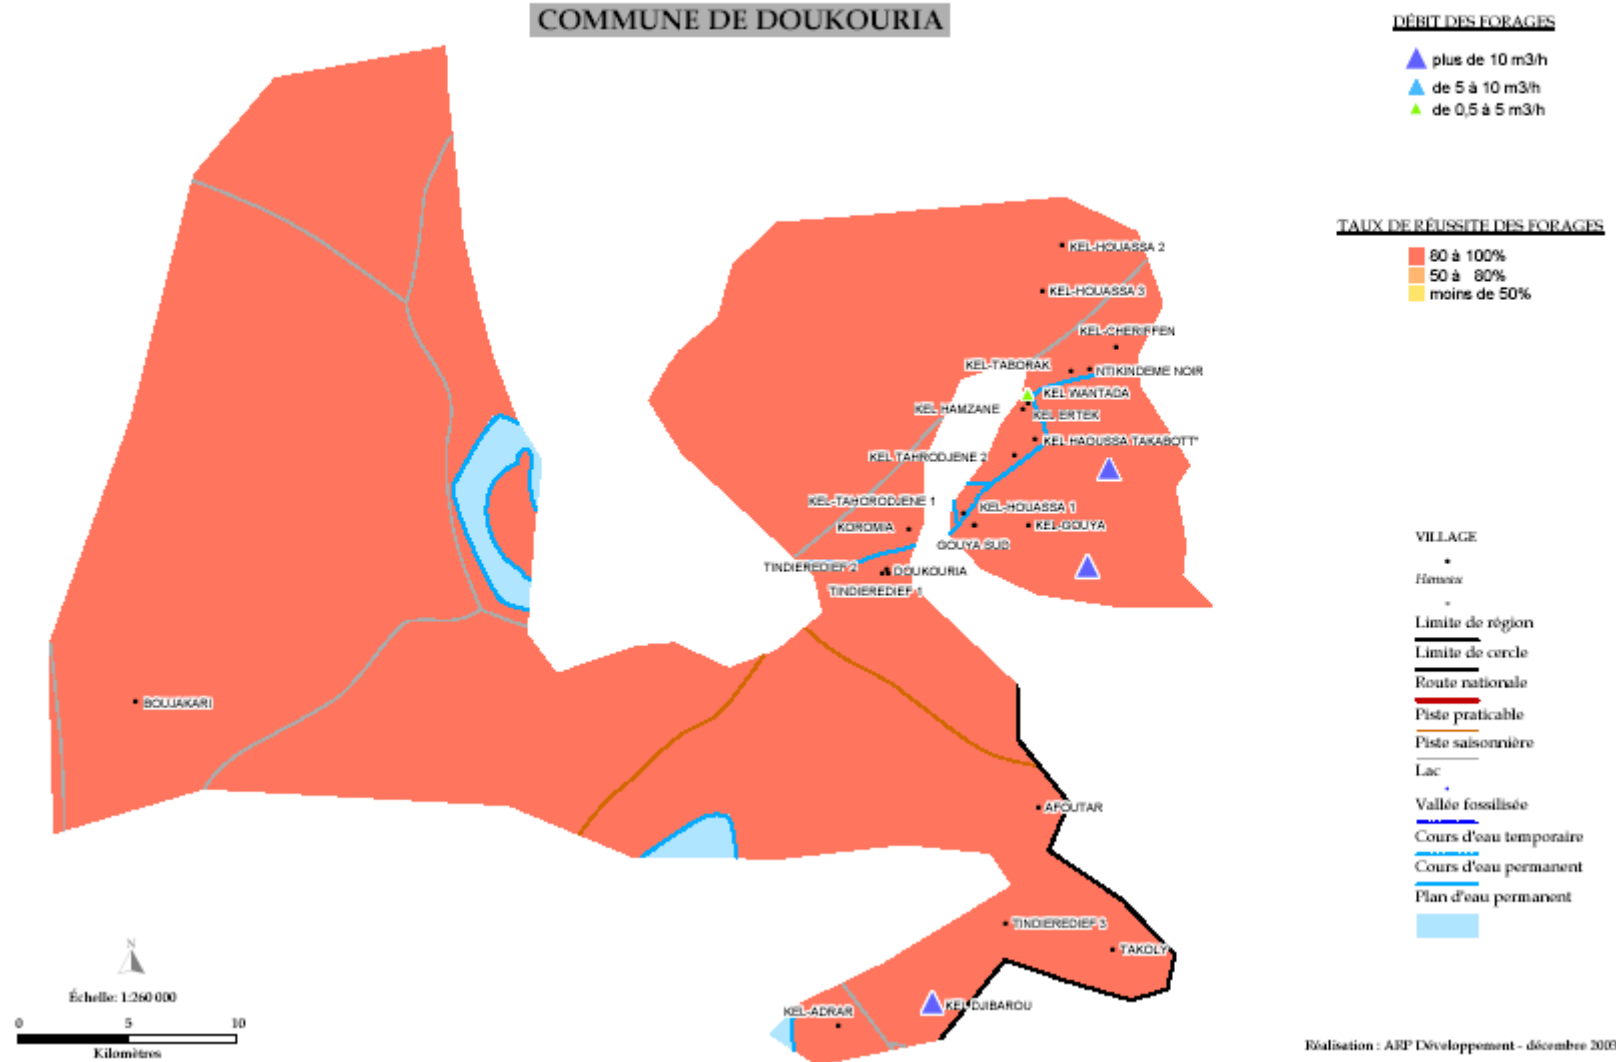 COMMUNE DE DOUKOURIA
DÉBIT DES FORAGES
plus de 10 m3/h
de 5 à 10 m3/h
de 0,5 à 5 m3/h
TAUX DE RÉUSSITE DES FORAGES
80 à 100%
50 à 80%
moins de 50%
KEL-HOUASSA 2
KEL-HOUASSA 3
KEL-CHERIFFEN
KEL-TABORAK
NTIKINDEME NOIR
KEL WANTADA
KEL HAMZANE
KEL ERTEK
KEL HAOUSSA TAKABOTT*
KEL TAHRODJENE 2
KEL-TAHORODJENE 1
KEL-HOUASSA 1
KOROMIA
KEL-GOUYA
GOUYA SUD
TINDIEREDIEF 2
DOUKOURIA
TINDIEREDIEF 1
BOUJAKARI
AFOUTAR
TINDIEREDIEF 3
TAKOLY
KEL-DJIBAROU
KEL-ADRAR
VILLAGE
Hameau
Limite de région
Limite de cercle
Route nationale
Piste praticable
Piste saisonnière
Lac
Vallée fossilisée
Cours d'eau temporaire
Cours d'eau permanent
Plan d'eau permanent
N
Échelle: 1:260 000
0 5 10
Kilomètres
Réalisation : ARP Développement - décembre 2003